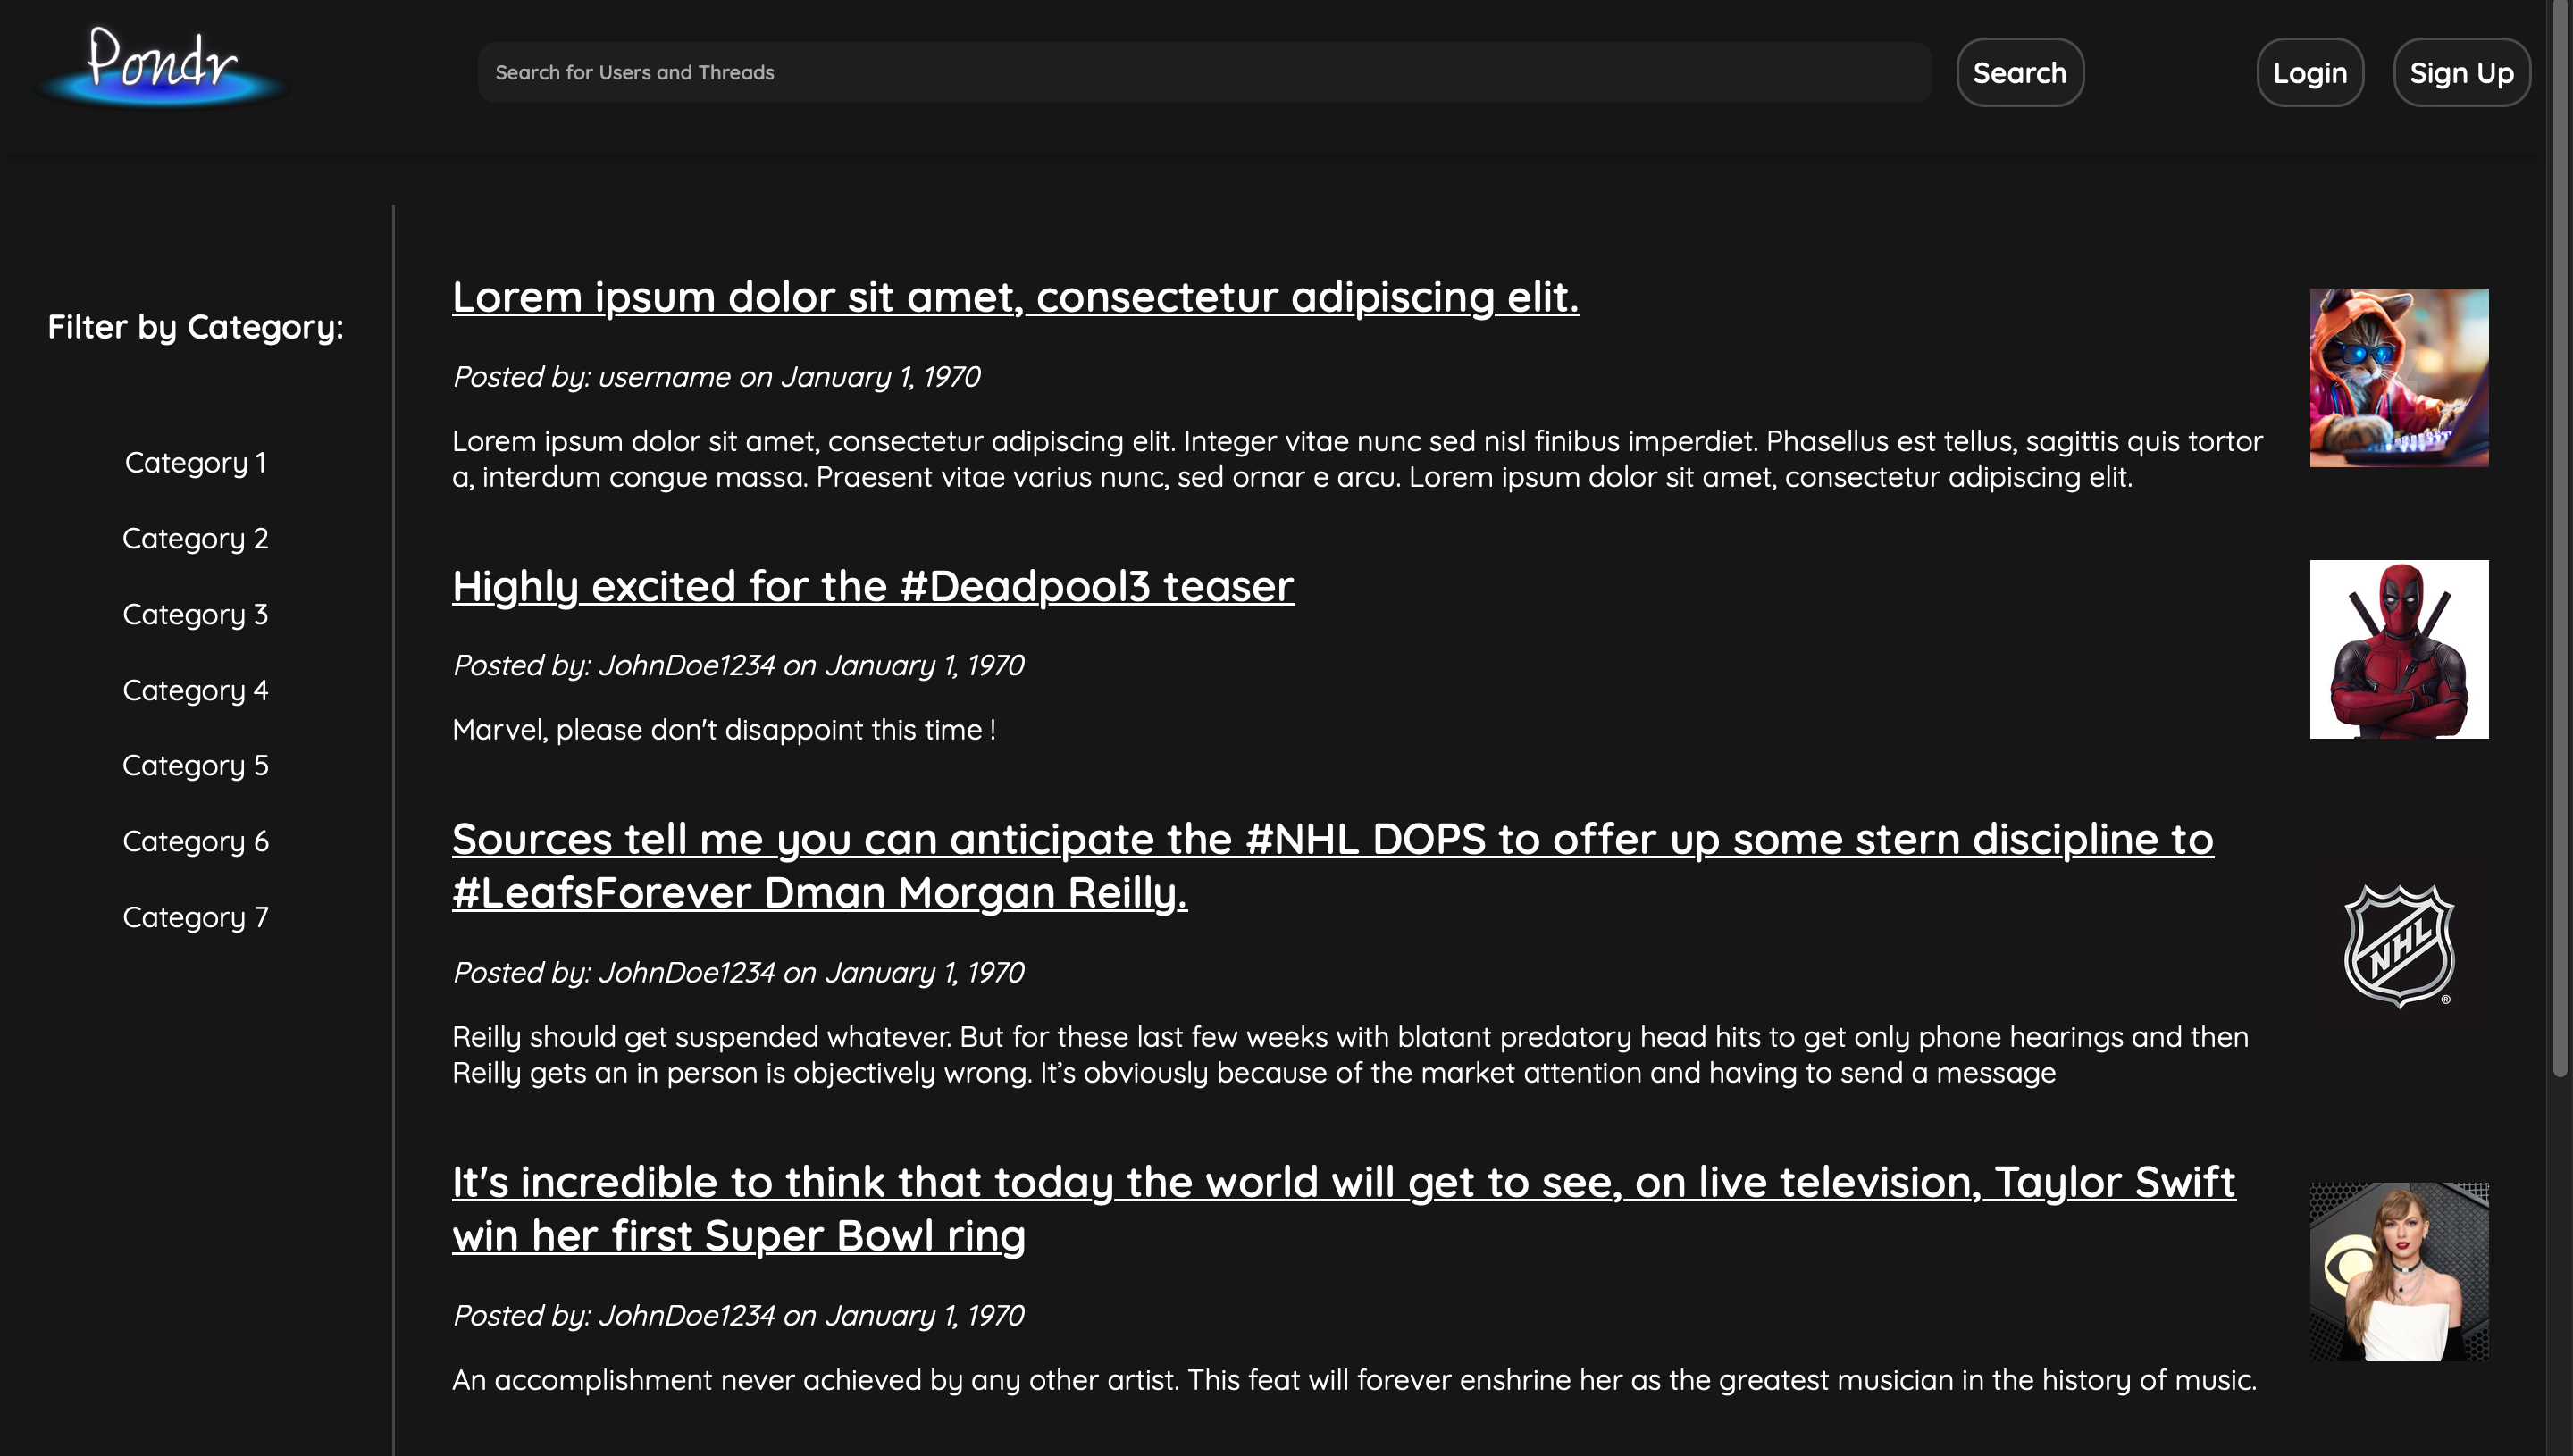 Pondr
Search for Users and Threads
Search
Login
Sign Up
Filter by Category:
Category 1
Category 2
Category 3
Category 4
Category 5
Category 6
Category 7
Lorem ipsum dolor sit amet, consectetur adipiscing elit.
Posted by: username on January 1, 1970
Lorem ipsum dolor sit amet, consectetur adipiscing elit. Integer vitae nunc sed nisl finibus imperdiet. Phasellus est tellus, sagittis quis tortor
a, interdum congue massa. Praesent vitae varius nunc, sed ornar e arcu. Lorem ipsum dolor sit amet, consectetur adipiscing elit.
Highly excited for the #Deadpool3 teaser
Posted by: JohnDoe1234 on January 1, 1970
Marvel, please don't disappoint this time !
Sources tell me you can anticipate the #NHL DOPS to offer up some stern discipline to
#LeafsForever Dman Morgan Reilly.
Posted by: JohnDoe1234 on January 1, 1970
Reilly should get suspended whatever. But for these last few weeks with blatant predatory head hits to get only phone hearings and then
Reilly gets an in person is objectively wrong. It’s obviously because of the market attention and having to send a message
NHL
®
It's incredible to think that today the world will get to see, on live television, Taylor Swift
win her first Super Bowl ring
Posted by: JohnDoe1234 on January 1, 1970
An accomplishment never achieved by any other artist. This feat will forever enshrine her as the greatest musician in the history of music.